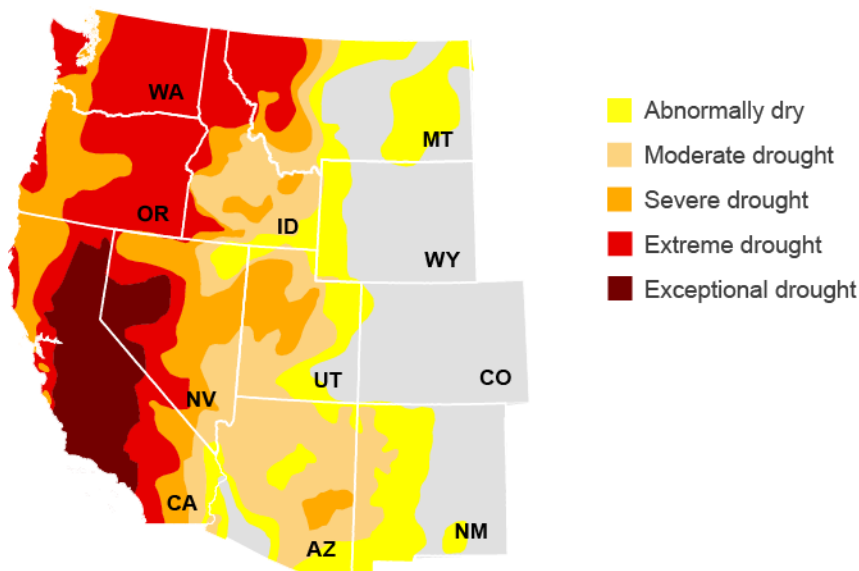 WA
MT
OR
ID
WY
NV
UT
CO
CA
AZ
NM
Abnormally dry
Moderate drought
Severe drought
Extreme drought
Exceptional drought